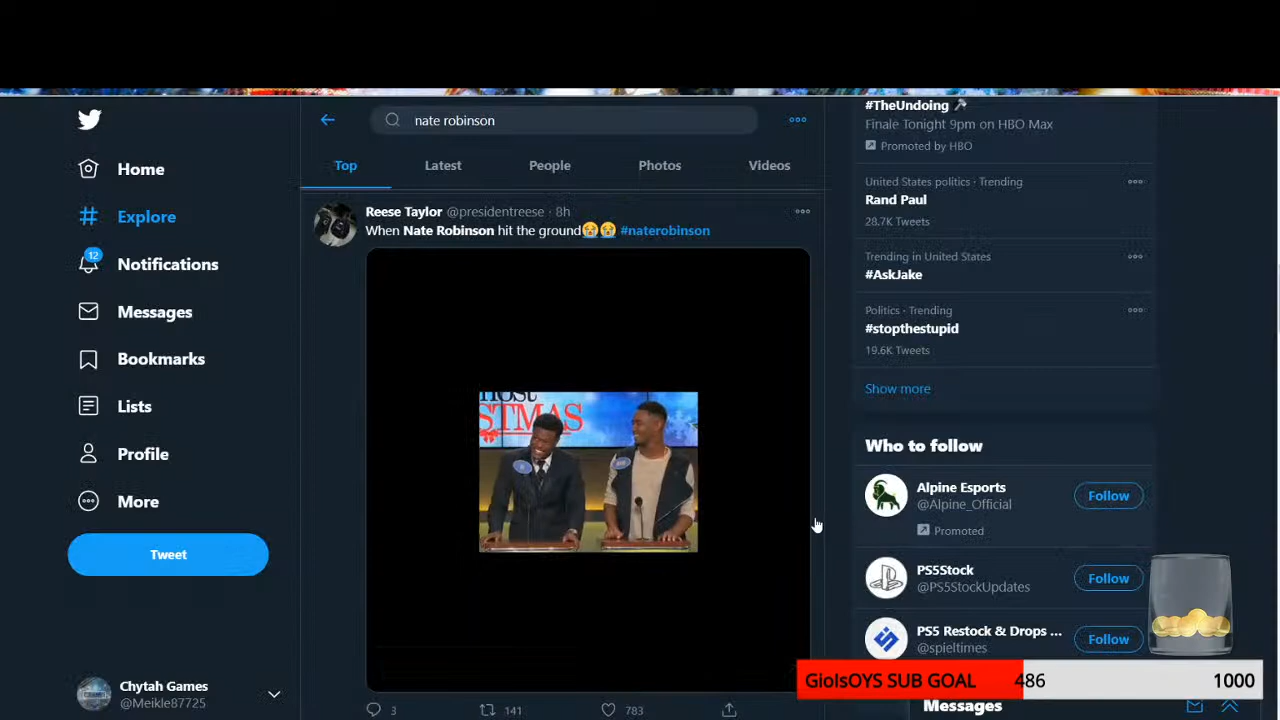 nate robinson
Top
Latest
People
Photos
Videos
Home
Explore
12
Notifications
Messages
Bookmarks
Lists
Profile
More
Tweet
Chytah Games
@Meikle87725
Reese Taylor @presidentreese · 8h
When Nate Robinson hit the ground😭😭 #naterobinson
STMAS
3
141
783
#TheUndoing
Finale Tonight 9pm on HBO Max
Promoted by HBO
United States politics · Trending
Rand Paul
28.7K Tweets
Trending in United States
#AskJake
Politics · Trending
#stopthestupid
19.6K Tweets
Show more
Who to follow
Alpine Esports
@Alpine_Official
Follow
Promoted
PS5Stock
@PS5StockUpdates
Follow
PS5 Restock & Drops ...
@spieltimes
Follow
GioIsOYS SUB GOAL 486 1000
Messages